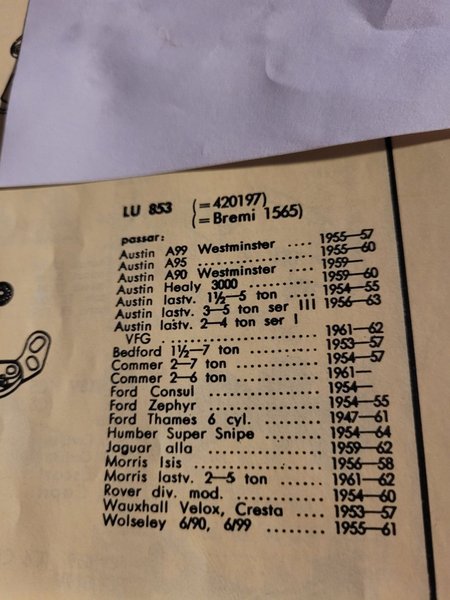 LU 853 (=420197)
(=Bremi 1565)
passar:
Austin A99 Westminster .... 1955—57
Austin A95 .................. 1955—60
Austin A90 Westminster .... 1959—
Austin Healy 3000 .......... 1959—60
Austin lastv. 1½—5 ton .... 1954—55
Austin lastv. 3—5 ton ser III 1956—63
Austin lastv. 2—4 ton ser I
VFG ...................... 1961—62
Bedford 1½—7 ton .......... 1953—57
Commer 2—7 ton ............ 1954—57
Commer 2—6 ton ............ 1961—
Ford Consul ................ 1954—
Ford Zephyr ................ 1954—55
Ford Thames 6 cyl. ........ 1947—61
Humber Super Snipe ........ 1954—64
Jaguar alla ................ 1959—62
Morris Isis ................ 1956—58
Morris lastv. 2—5 ton ...... 1961—62
Rover div. mod. ............ 1954—60
Wauxhall Velox, Cresta .... 1953—57
Wolseley 6/90, 6/99 ........ 1955—61